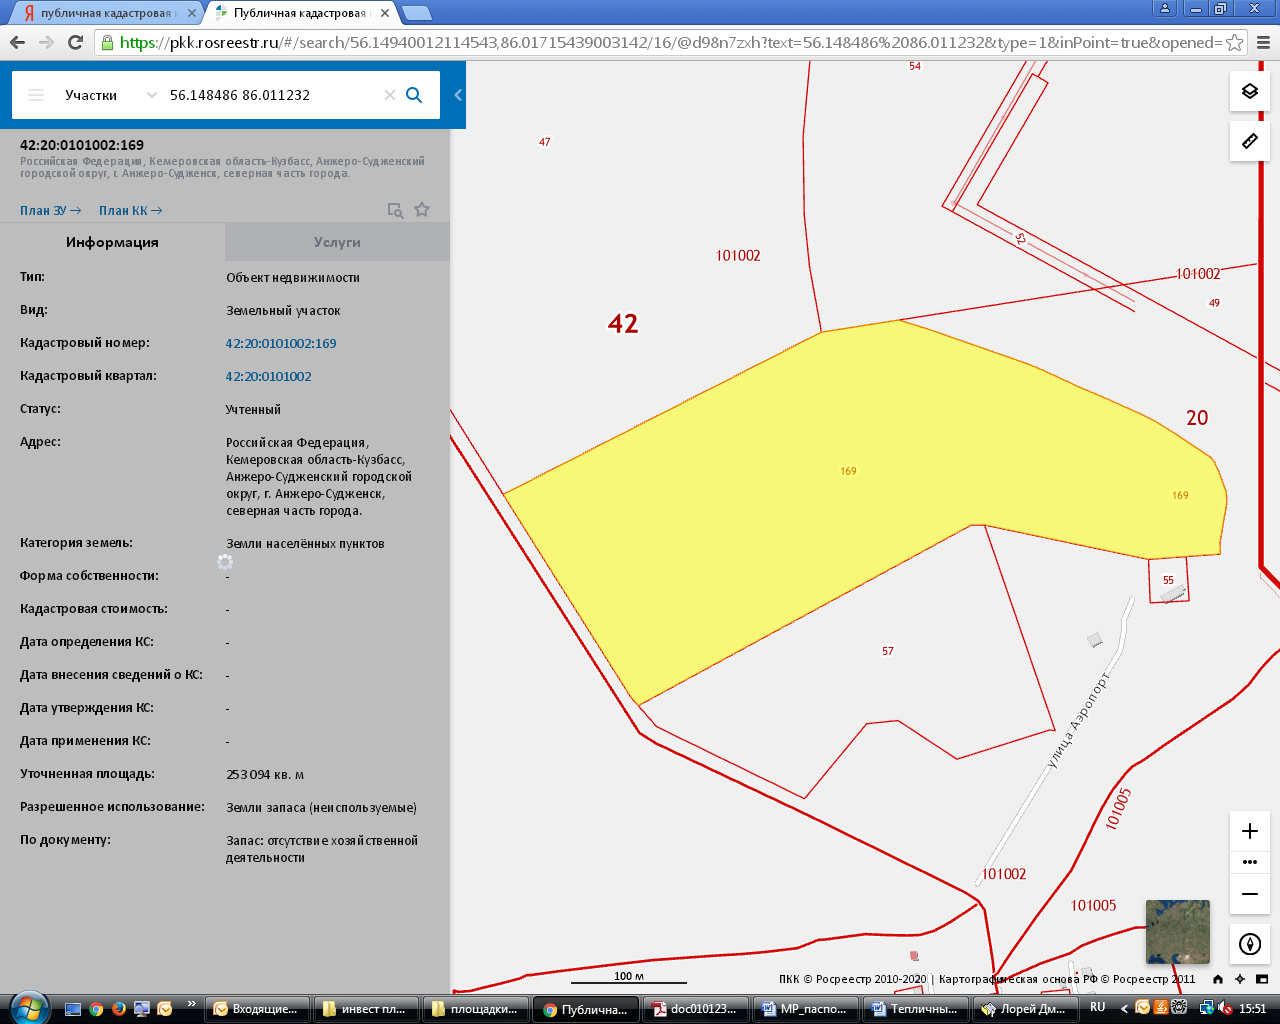 публичная кадастровая к
Публичная кадастровая
https://pkk.rosreestr.ru/#/search/56.14940012114543,86.01715439003142/16/@d98n7zxh?text=56.148486%2086.011232&type=1&inPoint=true&opened=
Участки
56.148486 86.011232
42:20:0101002:169
Российская Федерация, Кемеровская область-Кузбасс, Анжеро-Судженский
городской округ, г. Анжеро-Судженск, северная часть города.
План ЗУ →
План КК →
Информация
Услуги
Тип: Объект недвижимости
Вид: Земельный участок
Кадастровый номер: 42:20:0101002:169
Кадастровый квартал: 42:20:0101002
Статус: Учтенный
Адрес: Российская Федерация,
Кемеровская область-Кузбасс,
Анжеро-Судженский городской
округ, г. Анжеро-Судженск,
северная часть города.
Категория земель: Земли населённых пунктов
Форма собственности: -
Кадастровая стоимость: -
Дата определения КС: -
Дата внесения сведений о КС: -
Дата утверждения КС: -
Дата применения КС: -
Уточненная площадь: 253 094 кв. м
Разрешенное использование: Земли запаса (неиспользуемые)
По документу: Запас: отсутствие хозяйственной
деятельности
54
47
52
101002
101002
49
42
20
169
169
55
57
улица Аэропорт
101005
101002
101005
100 м
ПКК © Росреестр 2010-2020 | Картографическая основа РФ © Росреестр 2011
Входящие...
инвест пл...
площадки...
Публична...
doc010123...
МР_паспо...
Тепличны...
Лорей Дм...
RU
15:51